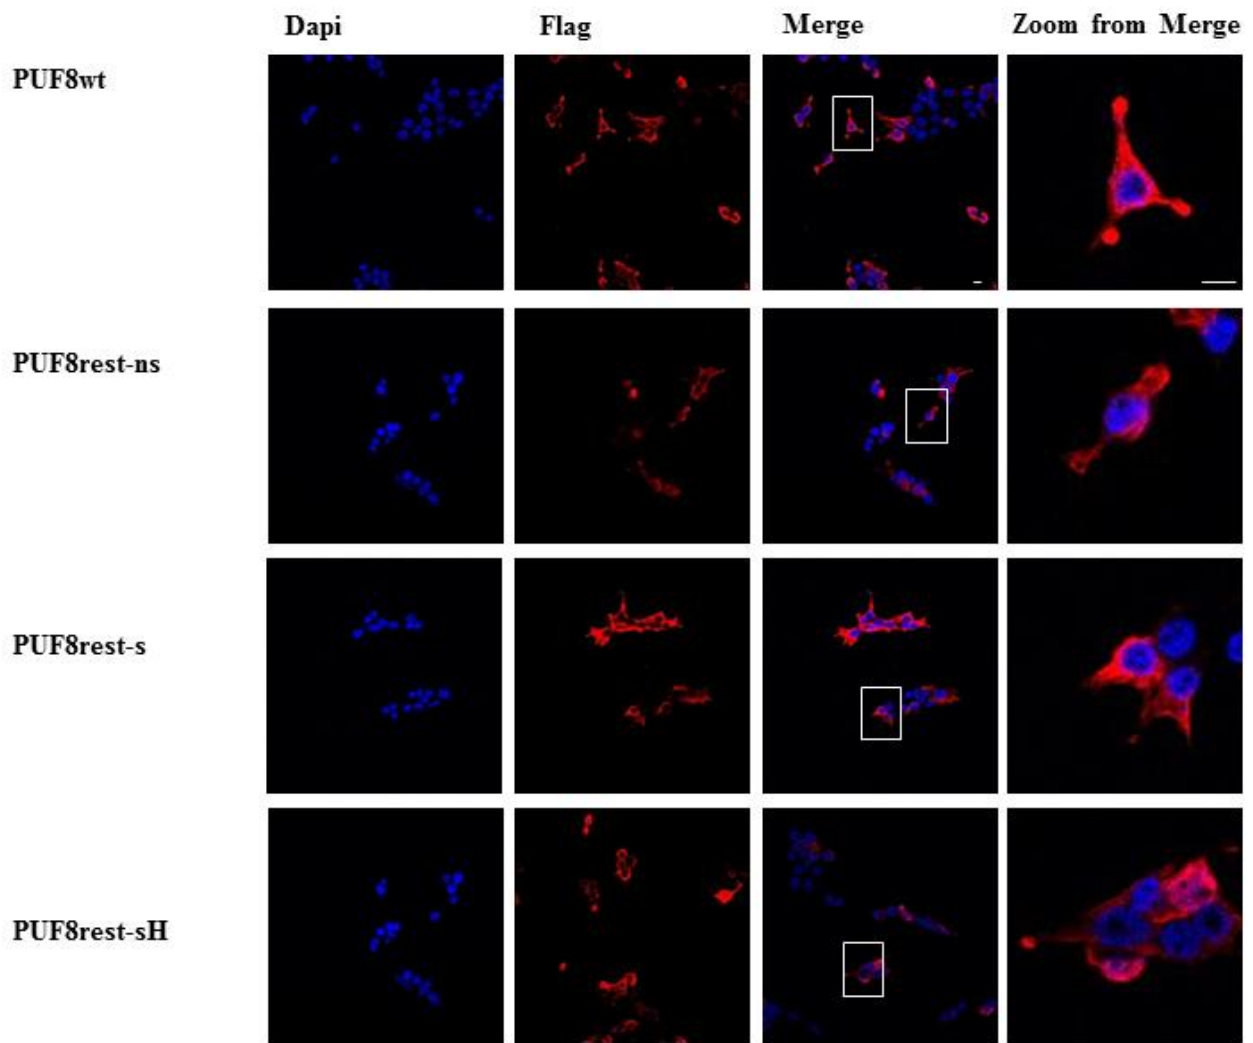 Dapi Flag Merge Zoom from Merge
PUF8wt
PUF8rest-ns
PUF8rest-s
PUF8rest-sH